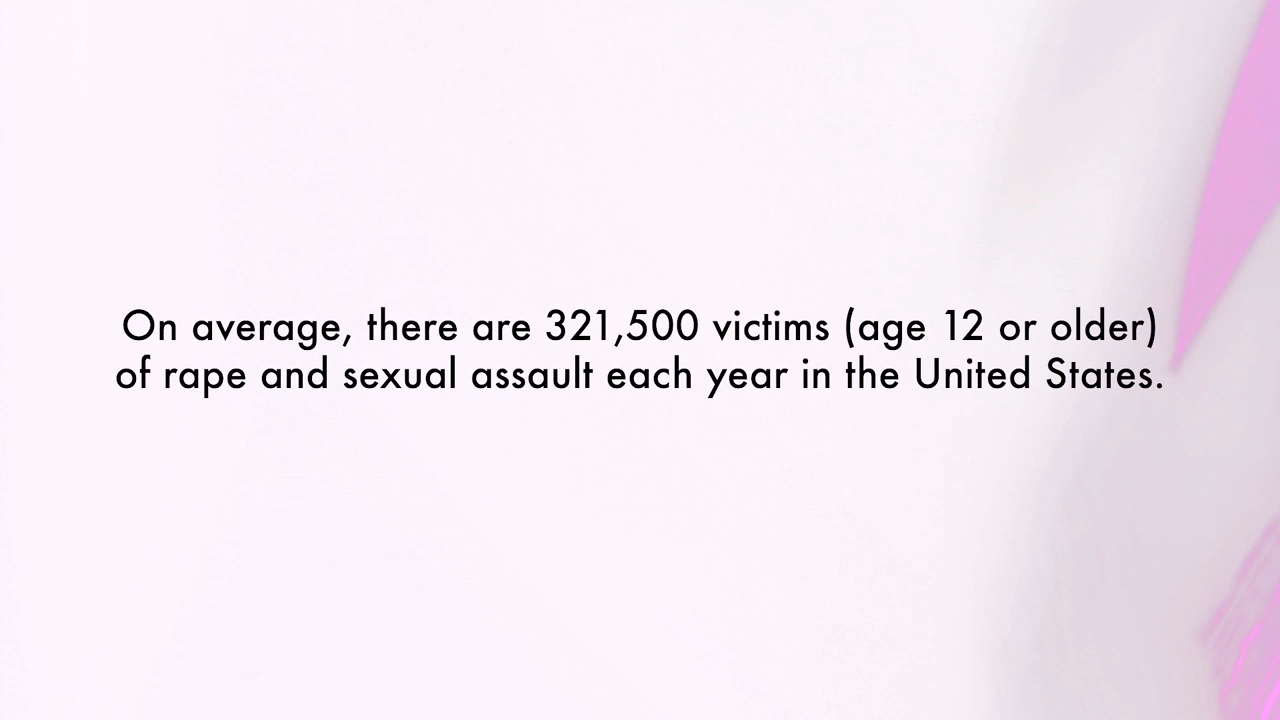 On average, there are 321,500 victims (age 12 or older)
of rape and sexual assault each year in the United States.